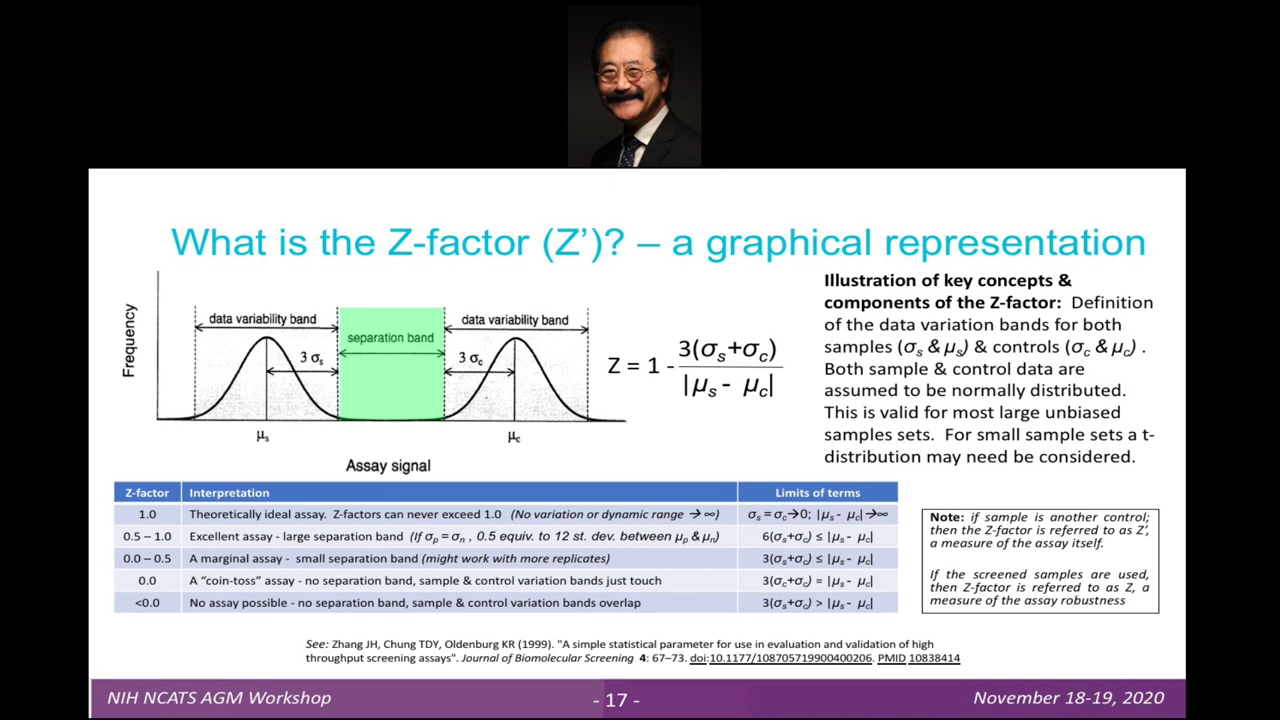 What is the Z-factor (Z’)? – a graphical representation
Frequency
data variability band
separation band
data variability band
3 σs
3 σc
μs
μc
Assay signal
Z = 1 - 3(σs+σc)
|μs - μc|
Illustration of key concepts &
components of the Z-factor: Definition
of the data variation bands for both
samples (σs & μs) & controls (σc & μc) .
Both sample & control data are
assumed to be normally distributed.
This is valid for most large unbiased
samples sets. For small sample sets a t-
distribution may need be considered.
Z-factor Interpretation Limits of terms
1.0 Theoretically ideal assay. Z-factors can never exceed 1.0 (No variation or dynamic range → ∞) σs = σc→0; |μs - μc|→∞
0.5 – 1.0 Excellent assay - large separation band (If σp = σn , 0.5 equiv. to 12 st. dev. between μp & μn) 6(σs+σc) ≤ |μs - μc|
0.0 – 0.5 A marginal assay - small separation band (might work with more replicates) 3(σs+σc) ≤ |μs - μc|
0.0 A “coin-toss” assay - no separation band, sample & control variation bands just touch 3(σc+σc) = |μs - μc|
<0.0 No assay possible - no separation band, sample & control variation bands overlap 3(σs+σc) > |μs - μc|
Note: if sample is another control;
then the Z-factor is referred to as Z’,
a measure of the assay itself.
If the screened samples are used,
then Z-factor is referred to as Z, a
measure of the assay robustness
See: Zhang JH, Chung TDY, Oldenburg KR (1999). "A simple statistical parameter for use in evaluation and validation of high
throughput screening assays". Journal of Biomolecular Screening 4: 67–73. doi:10.1177/108705719900400206. PMID 10838414
NIH NCATS AGM Workshop
- 17 -
November 18-19, 2020